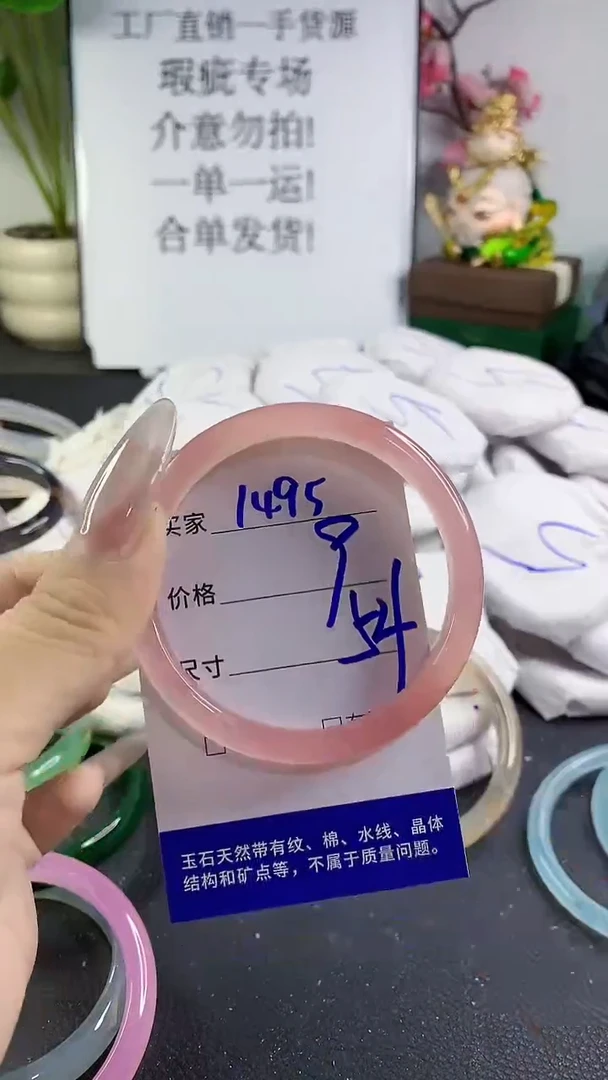 工厂直销一手货源
瑕疵专场
介意勿拍!
一单一运!
合单发货!
买家 1495
价格 9
尺寸 54
玉石天然带有纹、棉、水线、晶体
结构和矿点等，不属于质量问题。